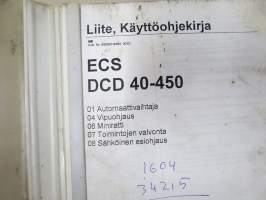 Liite, Käyttöohjekirja
ECS
DCD 40-450
01 Automaattivaihtaja
04 Vipuohjaus
06 Miniratti
07 Toimintojen valvonta
08 Sähköinen esiohjaus
1604
34215